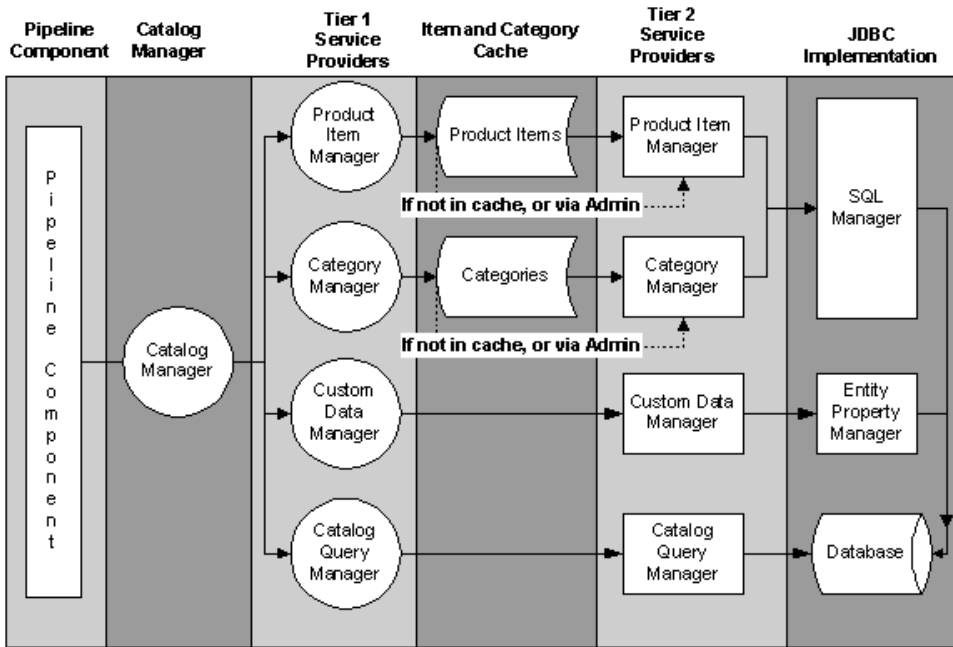 Pipeline
Component
Catalog
Manager
Tier 1
Service
Providers
Item and Category
Cache
Tier 2
Service
Providers
JDBC
Implementation
Pipeline Component
Catalog
Manager
Product
Item
Manager
Product Items
Product Item
Manager
If not in cache, or via Admin
SQL
Manager
Category
Manager
Categories
Category
Manager
If not in cache, or via Admin
Custom
Data
Manager
Custom Data
Manager
Entity
Property
Manager
Catalog
Query
Manager
Catalog
Query
Manager
Database